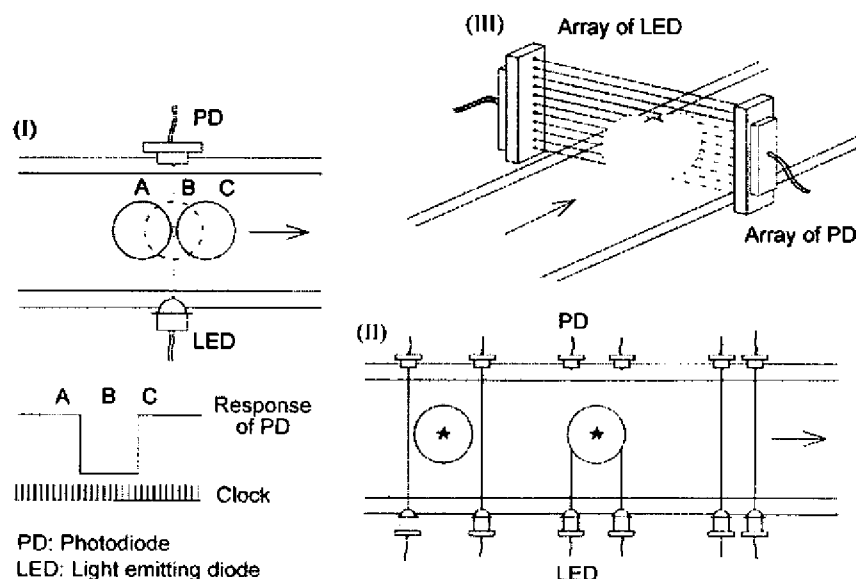 (I)
PD
A B C
LED
A B C
Response
of PD
Clock
PD: Photodiode
LED: Light emitting diode
(III)
Array of LED
Array of PD
(II)
PD
LED